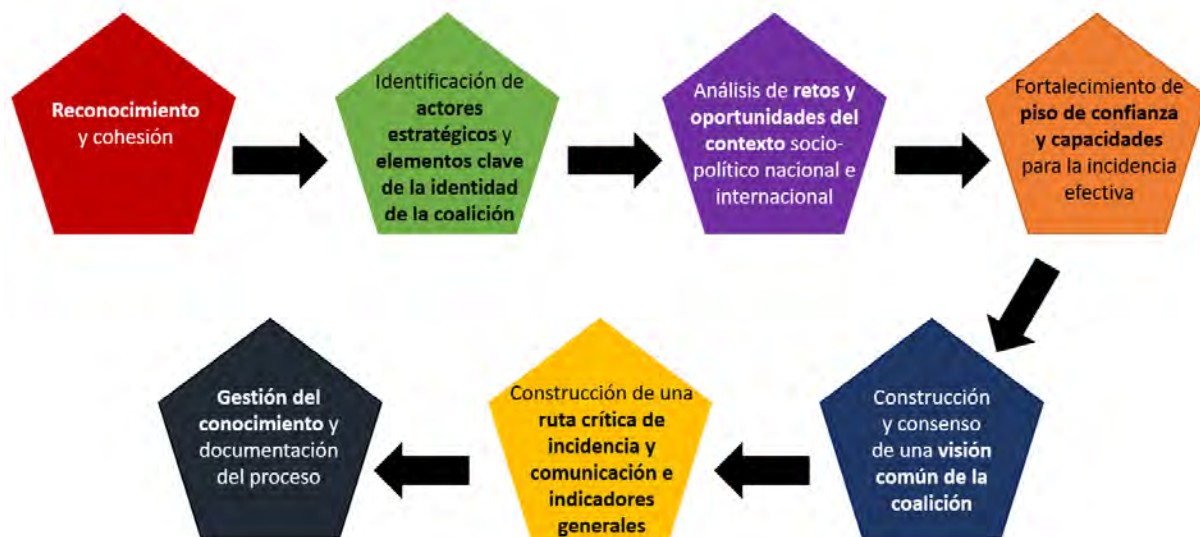 Reconocimiento
y cohesión
Identificación de
actores
estratégicos y
elementos clave
de la identidad
de la coalición
Análisis de retos y
oportunidades del
contexto socio-
político nacional e
internacional
Fortalecimiento de
piso de confianza
y capacidades
para la incidencia
efectiva
Construcción
y consenso
de una visión
común de la
coalición
Construcción de una
ruta crítica de
incidencia y
comunicación e
indicadores
generales
Gestión del
conocimiento y
documentación
del proceso